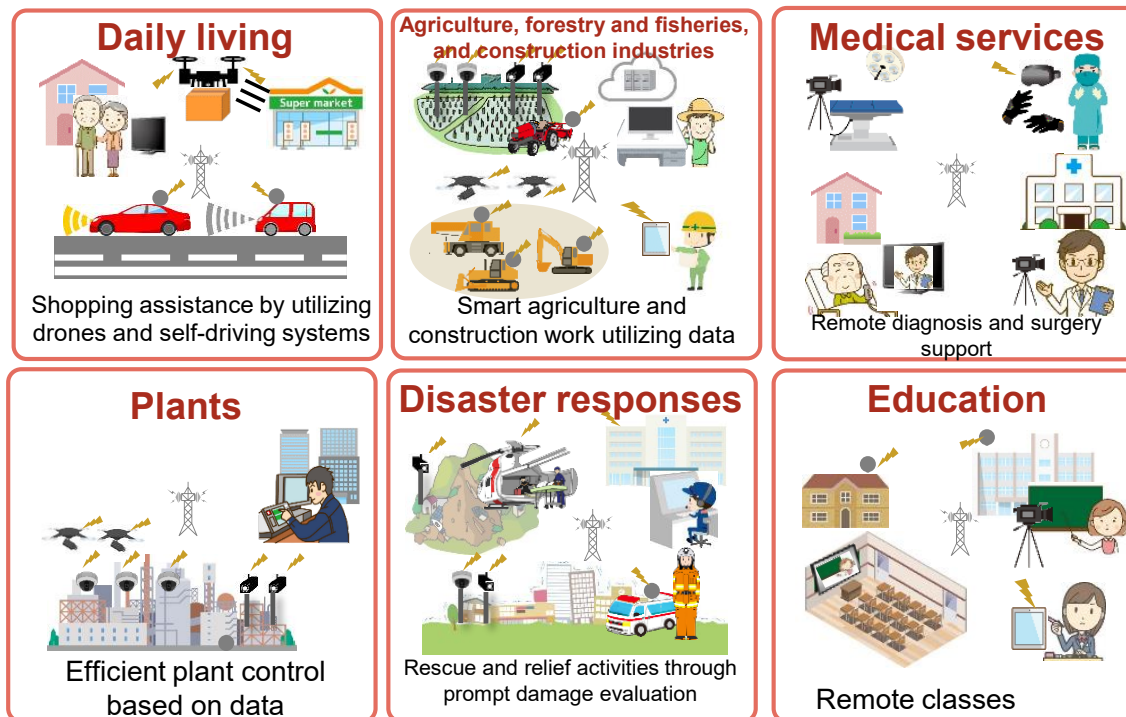 Daily living
Super market
Shopping assistance by utilizing
drones and self-driving systems
Agriculture, forestry and fisheries,
and construction industries
Smart agriculture and
construction work utilizing data
Medical services
Remote diagnosis and surgery
support
Plants
Efficient plant control
based on data
Disaster responses
Rescue and relief activities through
prompt damage evaluation
Education
Remote classes